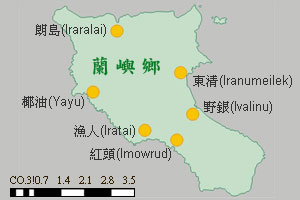 朗島(Iraralai)
蘭嶼鄉
東清(Iranumeilek)
椰油(Yayu)
野銀(Ivalinu)
漁人(Iratai)
紅頭(Imowrud)
0.7 1.4 2.1 2.8 3.5